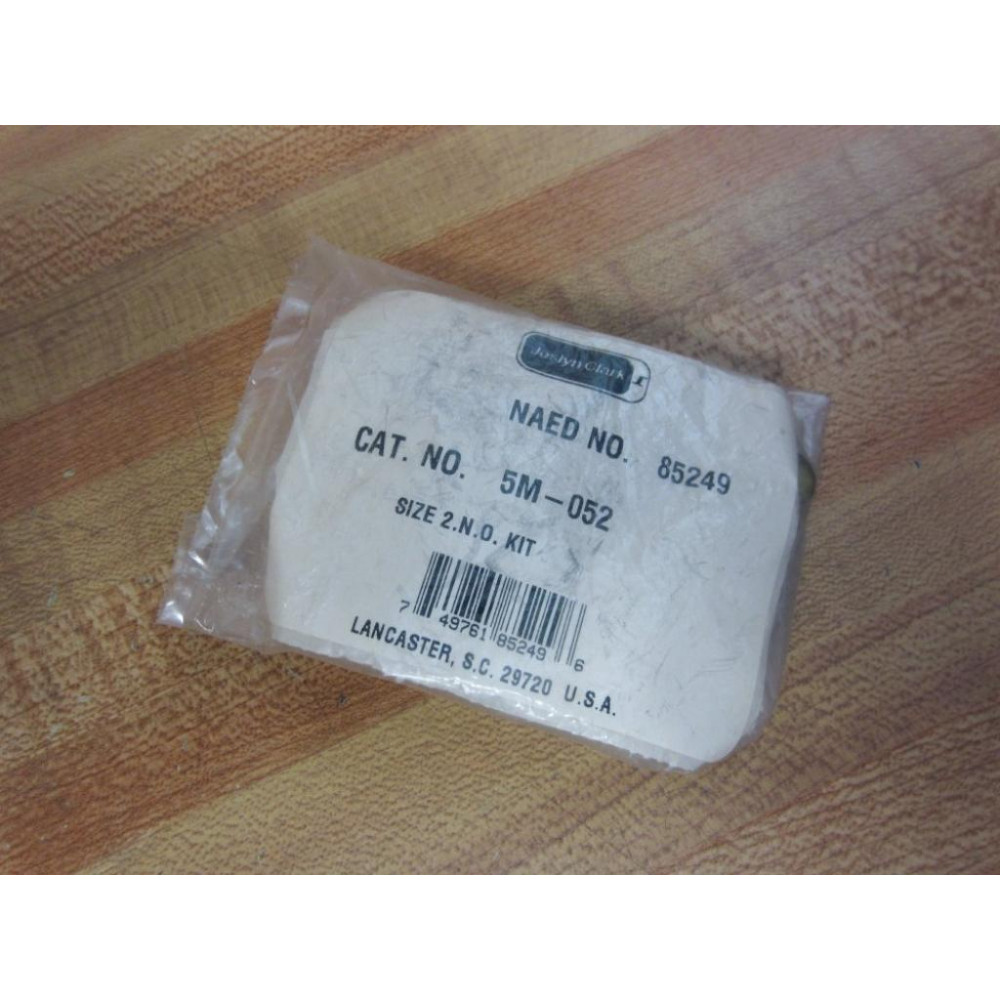 Joslyn Clark
NAED NO. 85249
CAT. NO. 5M-052
SIZE 2.N.O. KIT
7 49761 85249 6
LANCASTER, S.C. 29720 U.S.A.